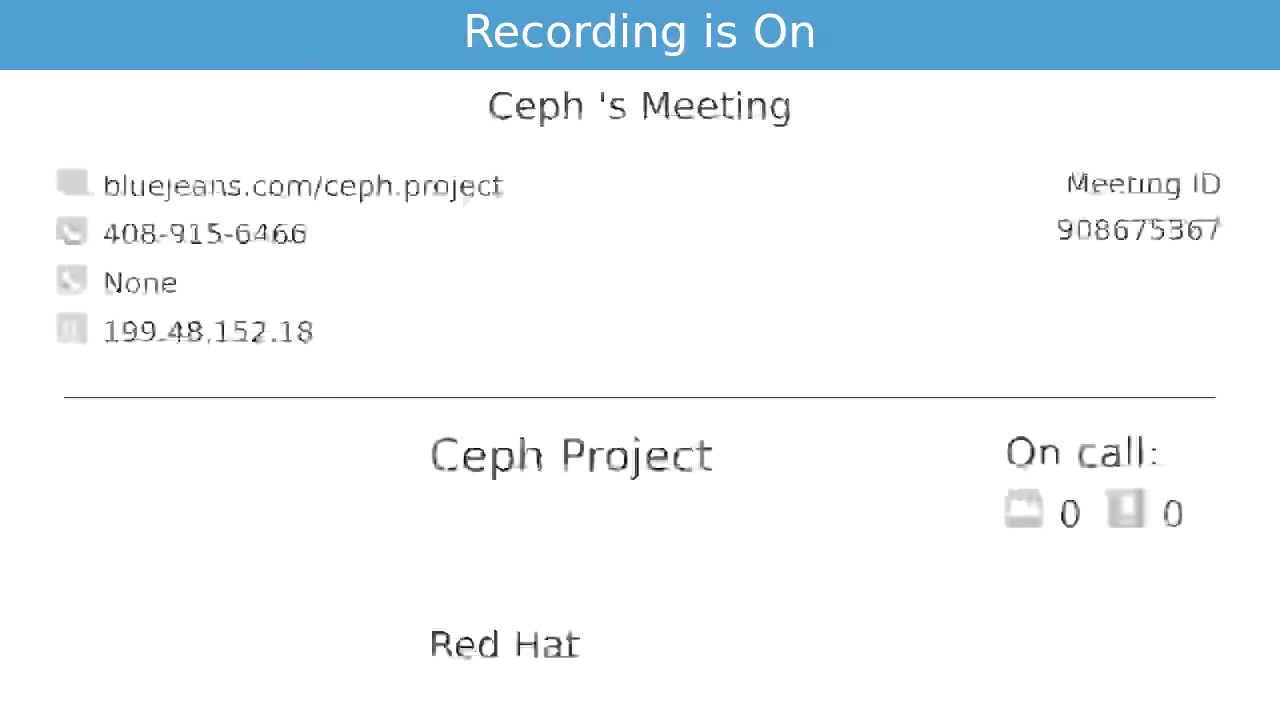 Recording is On
Ceph 's Meeting
bluejeans.com/ceph.project
Meeting ID
408-915-6466
908675367
None
199.48.152.18
Ceph Project
On call:
0 0
Red Hat